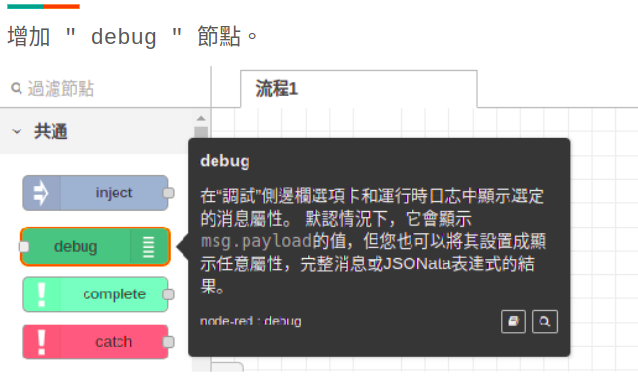 增加 " debug " 節點。
過濾節點
流程1
共通
inject
debug
complete
catch
debug
在“調試”側邊欄選項卡和運行時日志中顯示選定
的消息屬性。 默認情況下，它會顯示
msg.payload的值，但您也可以將其設置成顯
示任意屬性，完整消息或JSONata表達式的結
果。
node-red : debug